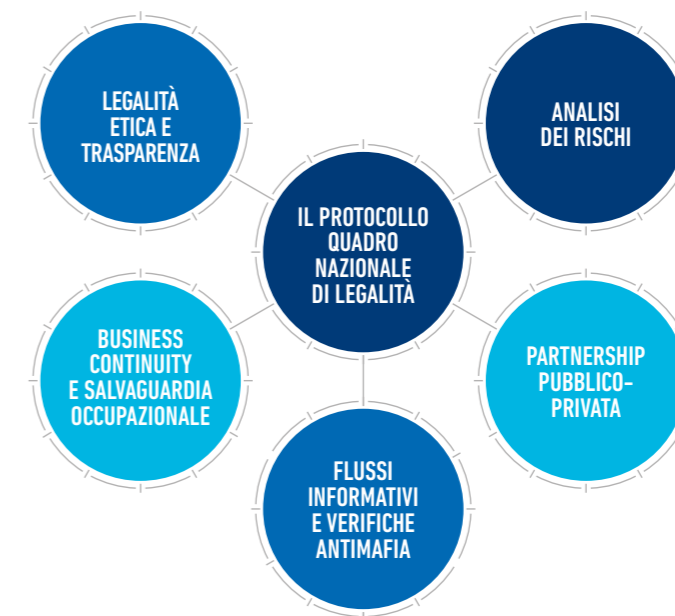 LEGALITÀ
ETICA E
TRASPARENZA
ANALISI
DEI RISCHI
IL PROTOCOLLO
QUADRO
NAZIONALE
DI LEGALITÀ
BUSINESS
CONTINUITY
E SALVAGUARDIA
OCCUPAZIONALE
PARTNERSHIP
PUBBLICO-
PRIVATA
FLUSSI
INFORMATIVI
E VERIFICHE
ANTIMAFIA